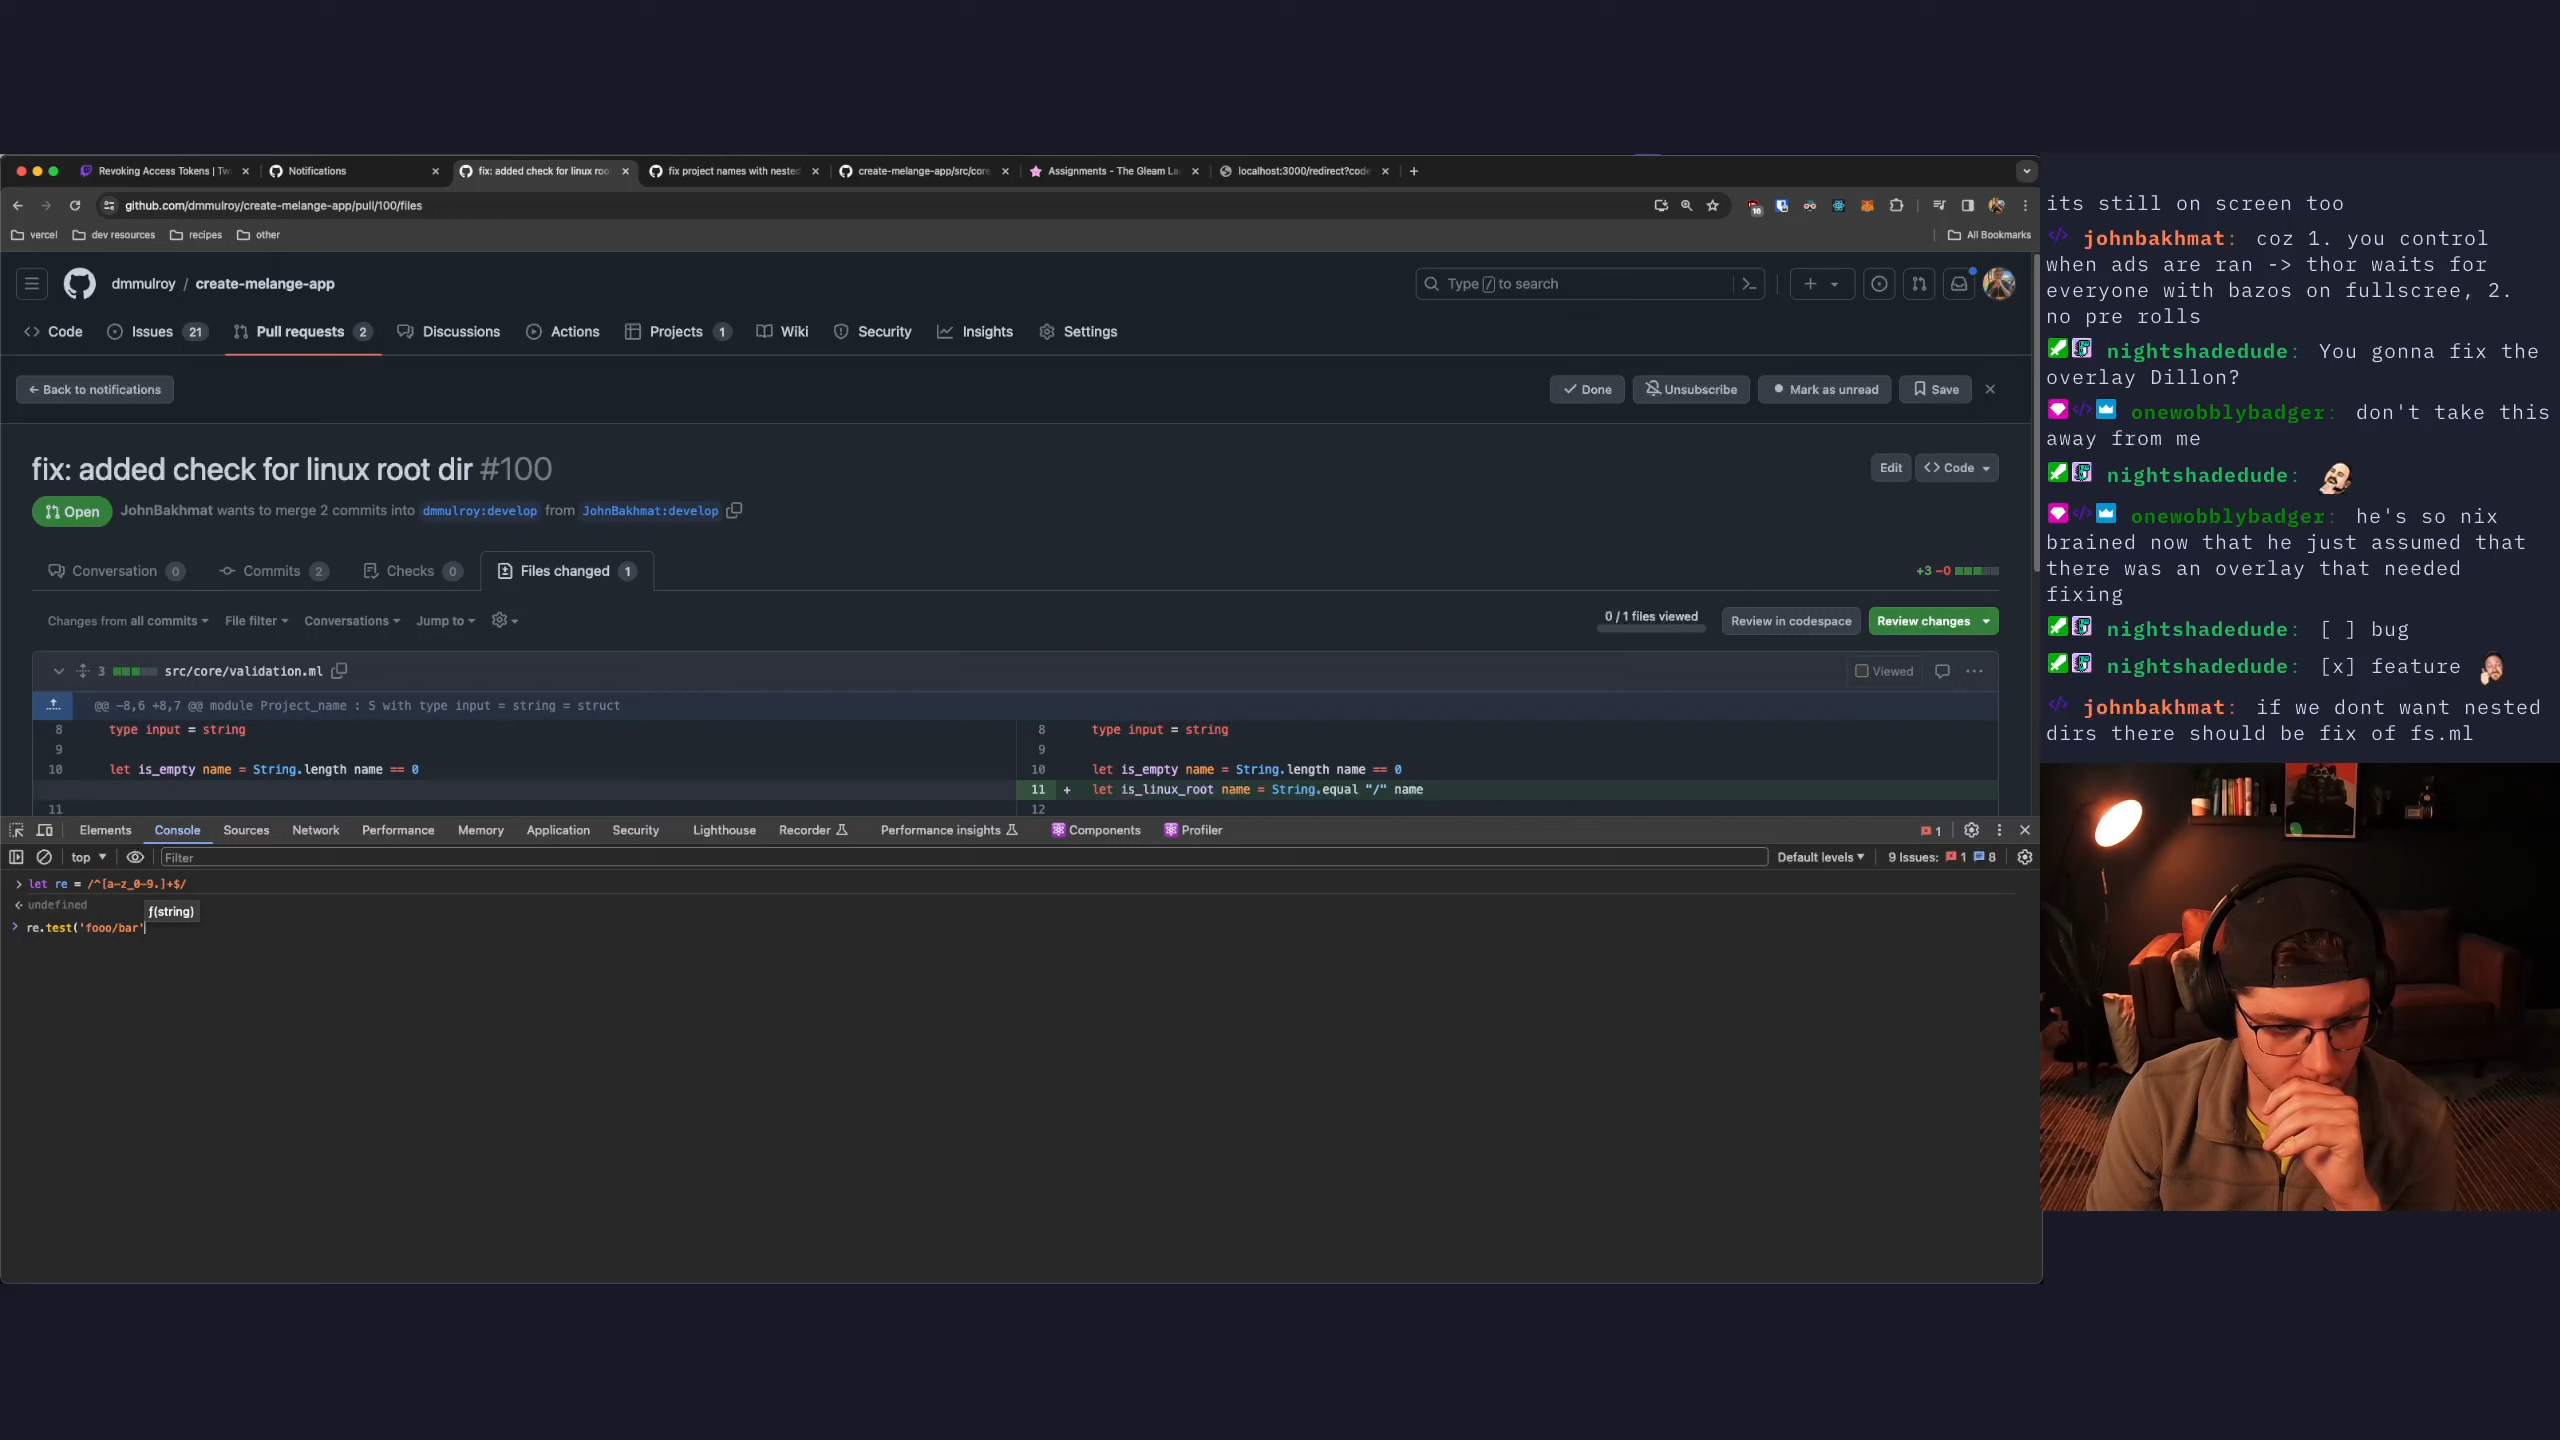 Revoking Access Tokens | Tw
Notifications
fix: added check for linux roo
fix project names with nested
create-melange-app/src/core
Assignments - The Gleam La
localhost:3000/redirect?code
github.com/dmmulroy/create-melange-app/pull/100/files
16
vercel
dev resources
recipes
other
All Bookmarks
dmmulroy / create-melange-app
Type / to search
Code
Issues 21
Pull requests 2
Discussions
Actions
Projects 1
Wiki
Security
Insights
Settings
← Back to notifications
Done
Unsubscribe
Mark as unread
Save
fix: added check for linux root dir #100
Edit
<> Code
Open
JohnBakhmat wants to merge 2 commits into dmmulroy:develop from JohnBakhmat:develop
Conversation 0
Commits 2
Checks 0
Files changed 1
+3 −0
Changes from all commits
File filter
Conversations
Jump to
0 / 1 files viewed
Review in codespace
Review changes
3 src/core/validation.ml
Viewed
@@ -8,6 +8,7 @@ module Project_name : S with type input = string = struct
8 type input = string
9
10 let is_empty name = String.length name == 0
11
8 type input = string
9
10 let is_empty name = String.length name == 0
11 + let is_linux_root name = String.equal "/" name
12
Elements
Console
Sources
Network
Performance
Memory
Application
Security
Lighthouse
Recorder
Performance insights
Components
Profiler
1
top
Filter
Default levels
9 Issues: 1 8
> let re = /^[a-z_0-9.]+$/
undefined
ƒ(string)
> re.test('fooo/bar'
its still on screen too
johnbakhmat: coz 1. you control
when ads are ran -> thor waits for
everyone with bazos on fullscree, 2.
no pre rolls
nightshadedude: You gonna fix the
overlay Dillon?
onewobblybadger: don't take this
away from me
nightshadedude:
onewobblybadger: he's so nix
brained now that he just assumed that
there was an overlay that needed
fixing
nightshadedude: [ ] bug
nightshadedude: [x] feature
johnbakhmat: if we dont want nested
dirs there should be fix of fs.ml